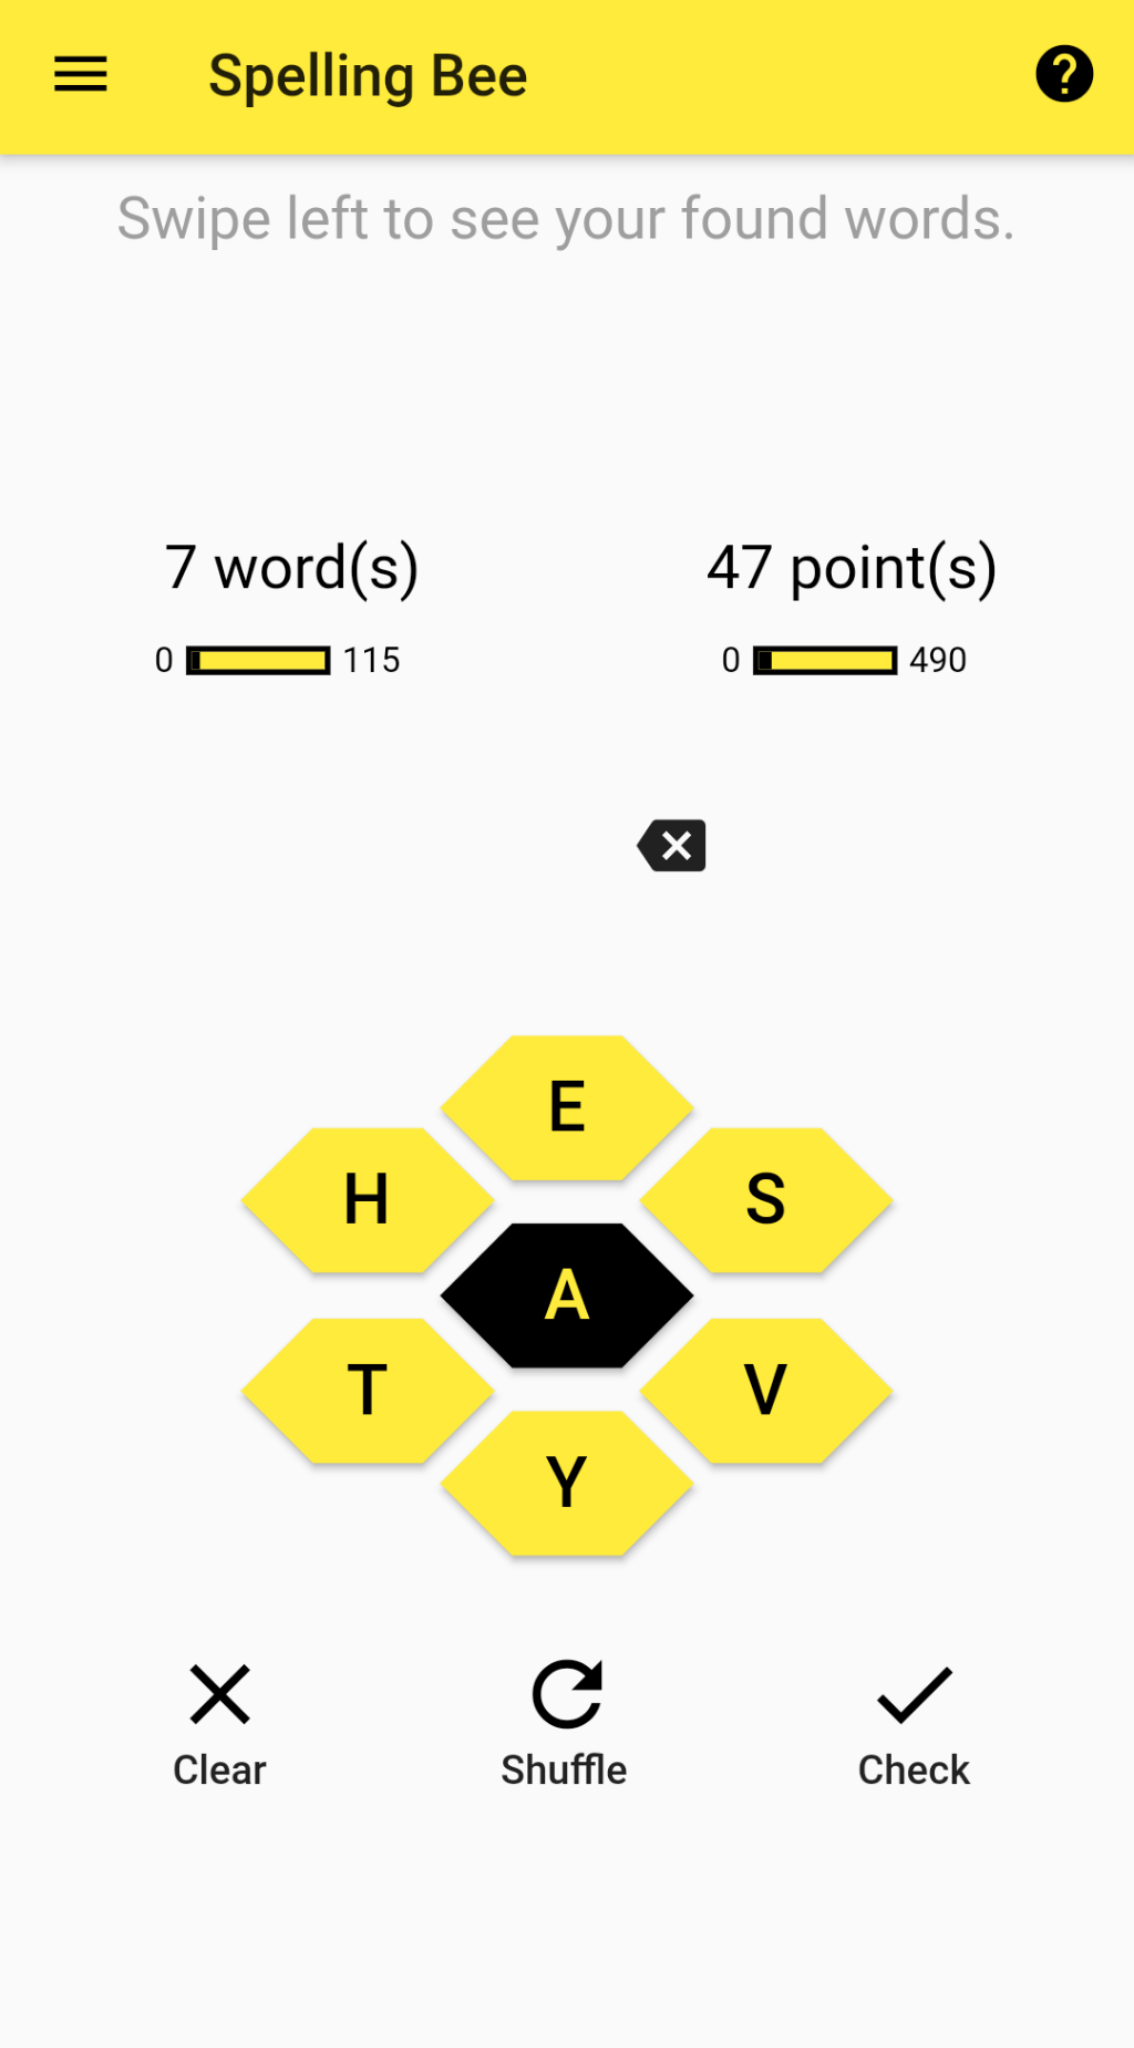 Spelling Bee
Swipe left to see your found words.
7 word(s) 47 point(s)
0 115 0 490
E
H S
A
T V
Y
Clear Shuffle Check